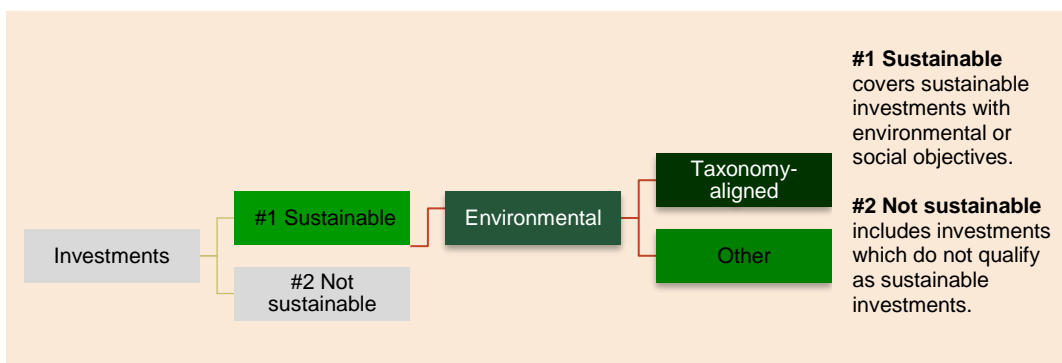 Investments
#1 Sustainable
#2 Not
sustainable
Environmental
Taxonomy-
aligned
Other
#1 Sustainable
covers sustainable
investments with
environmental or
social objectives.
#2 Not sustainable
includes investments
which do not qualify
as sustainable
investments.